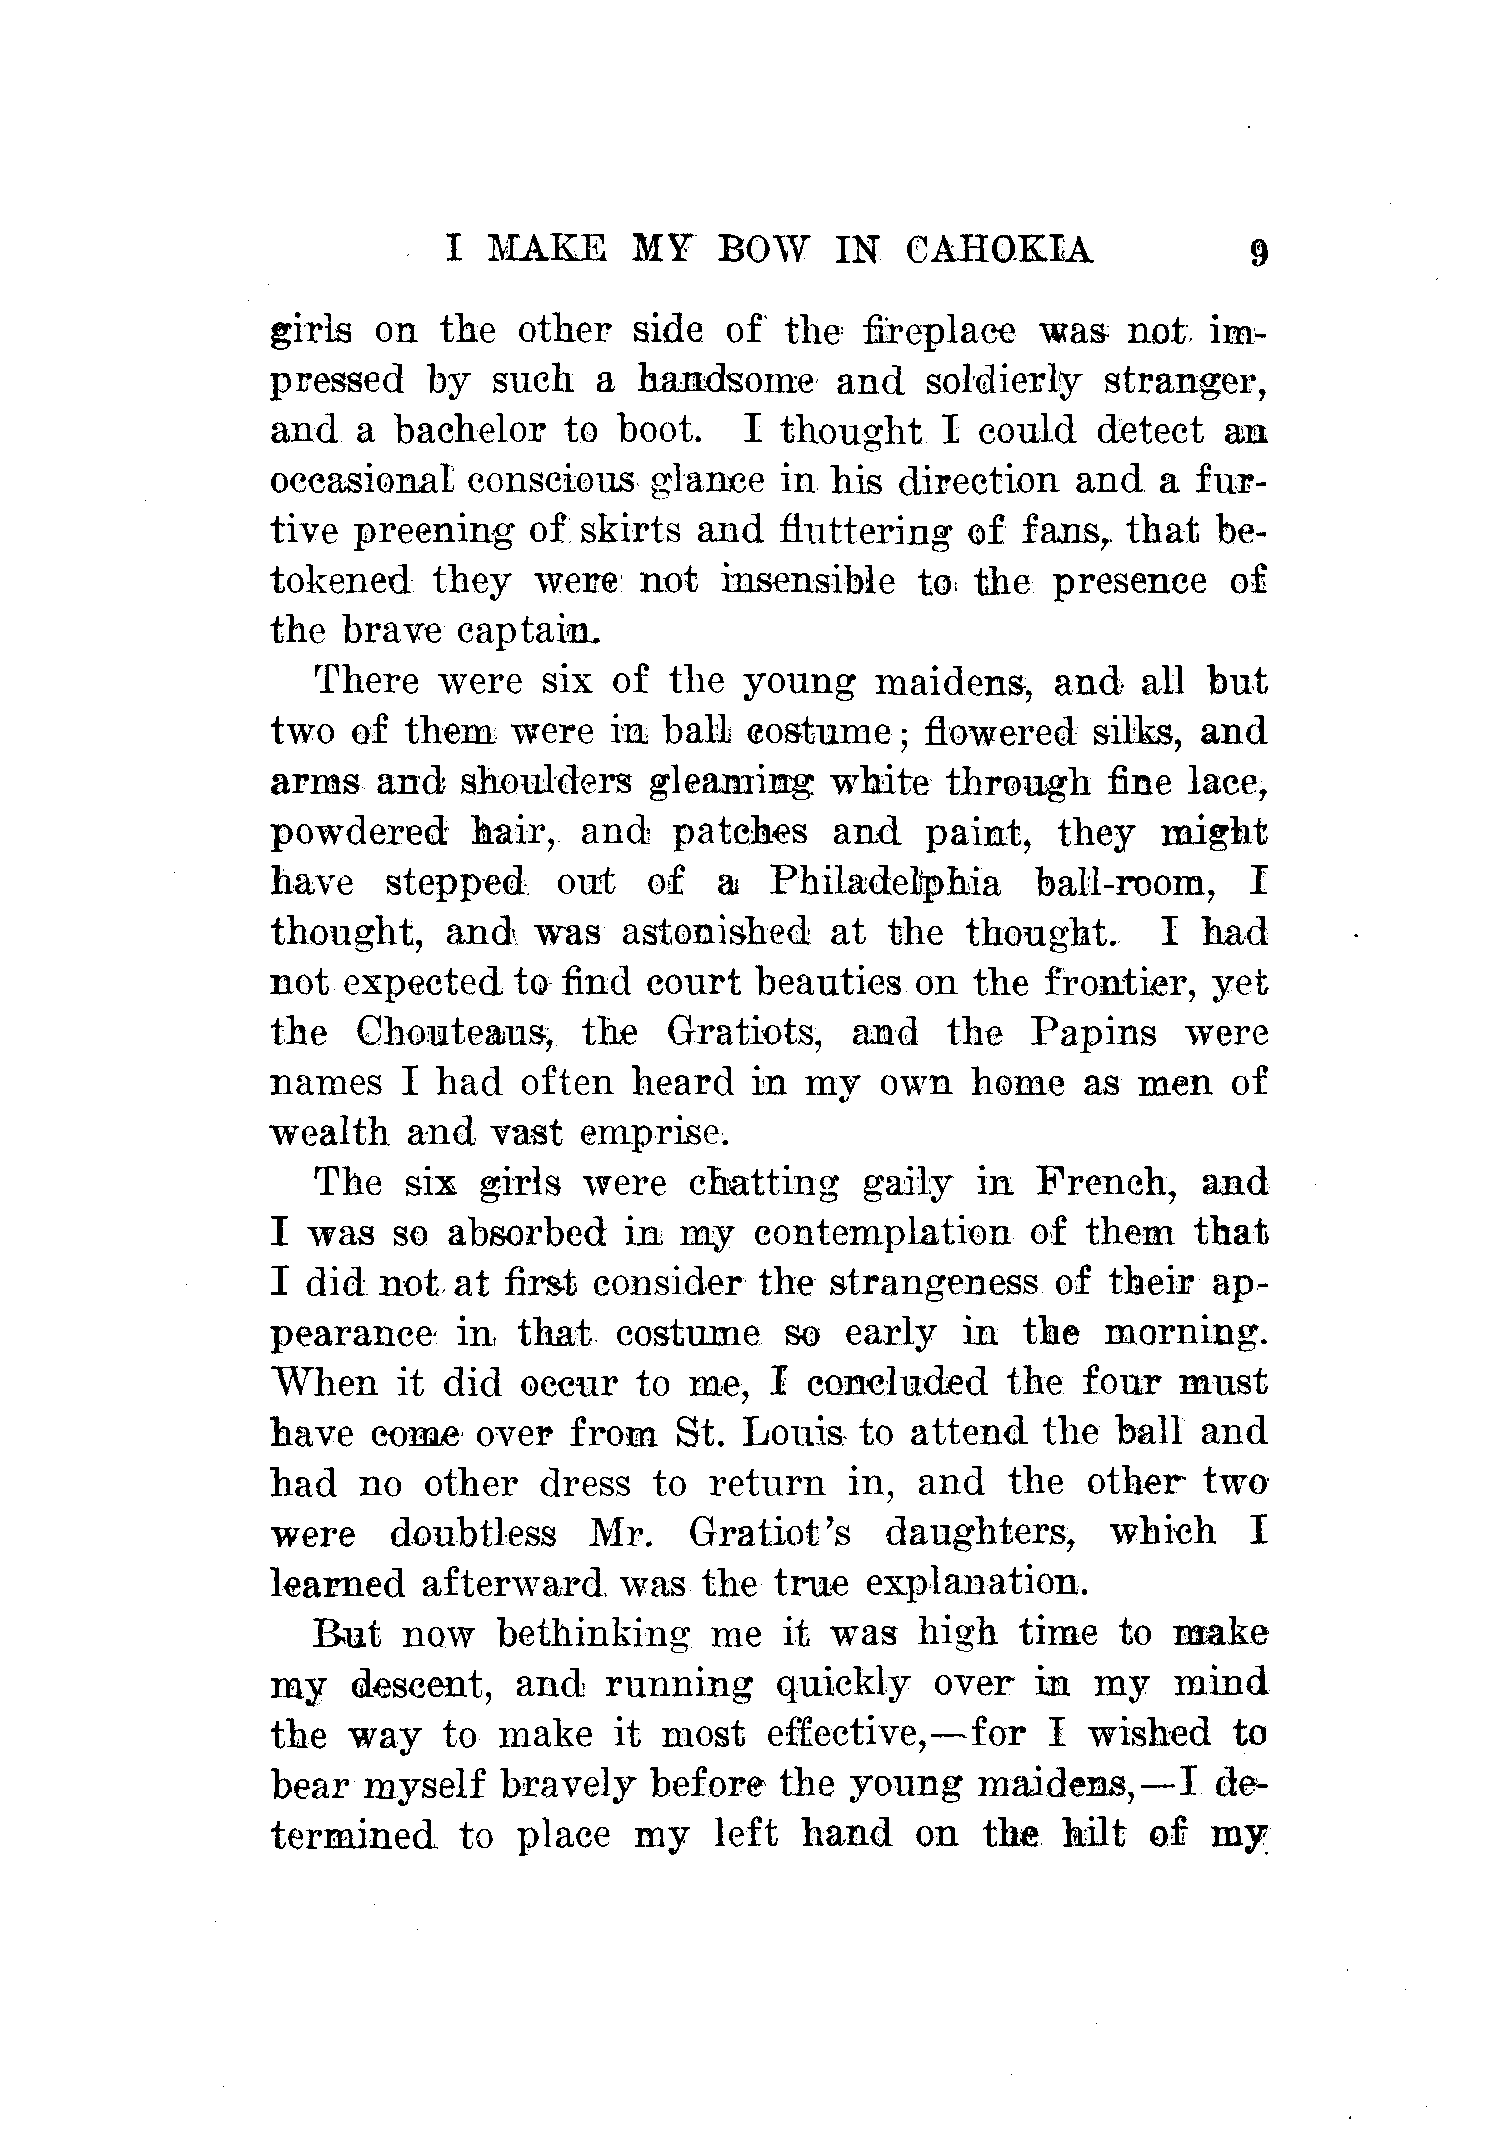 I MAKE MY BOW IN CAHOKIA 9
girls on the other side of the fireplace was not im-
pressed by such a handsome and soldierly stranger,
and a bachelor to boot. I thought I could detect an
occasional conscious glance in his direction and a fur-
tive preening of skirts and fluttering of fans, that be-
tokened they were not insensible to the presence of
the brave captain.
There were six of the young maidens, and all but
two of them were in ball costume; flowered silks, and
arms and shoulders gleaming white through fine lace,
powdered hair, and patches and paint, they might
have stepped out of a Philadelphia ball-room, I
thought, and was astonished at the thought. I had
not expected to find court beauties on the frontier, yet
the Chouteaus, the Gratiots, and the Papins were
names I had often heard in my own home as men of
wealth and vast emprise.
The six girls were chatting gaily in French, and
I was so absorbed in my contemplation of them that
I did not at first consider the strangeness of their ap-
pearance in that costume so early in the morning.
When it did occur to me, I concluded the four must
have come over from St. Louis to attend the ball and
had no other dress to return in, and the other two
were doubtless Mr. Gratiot's daughters, which I
learned afterward was the true explanation.
But now bethinking me it was high time to make
my descent, and running quickly over in my mind
the way to make it most effective,—for I wished to
bear myself bravely before the young maidens,—I de-
termined to place my left hand on the hilt of my